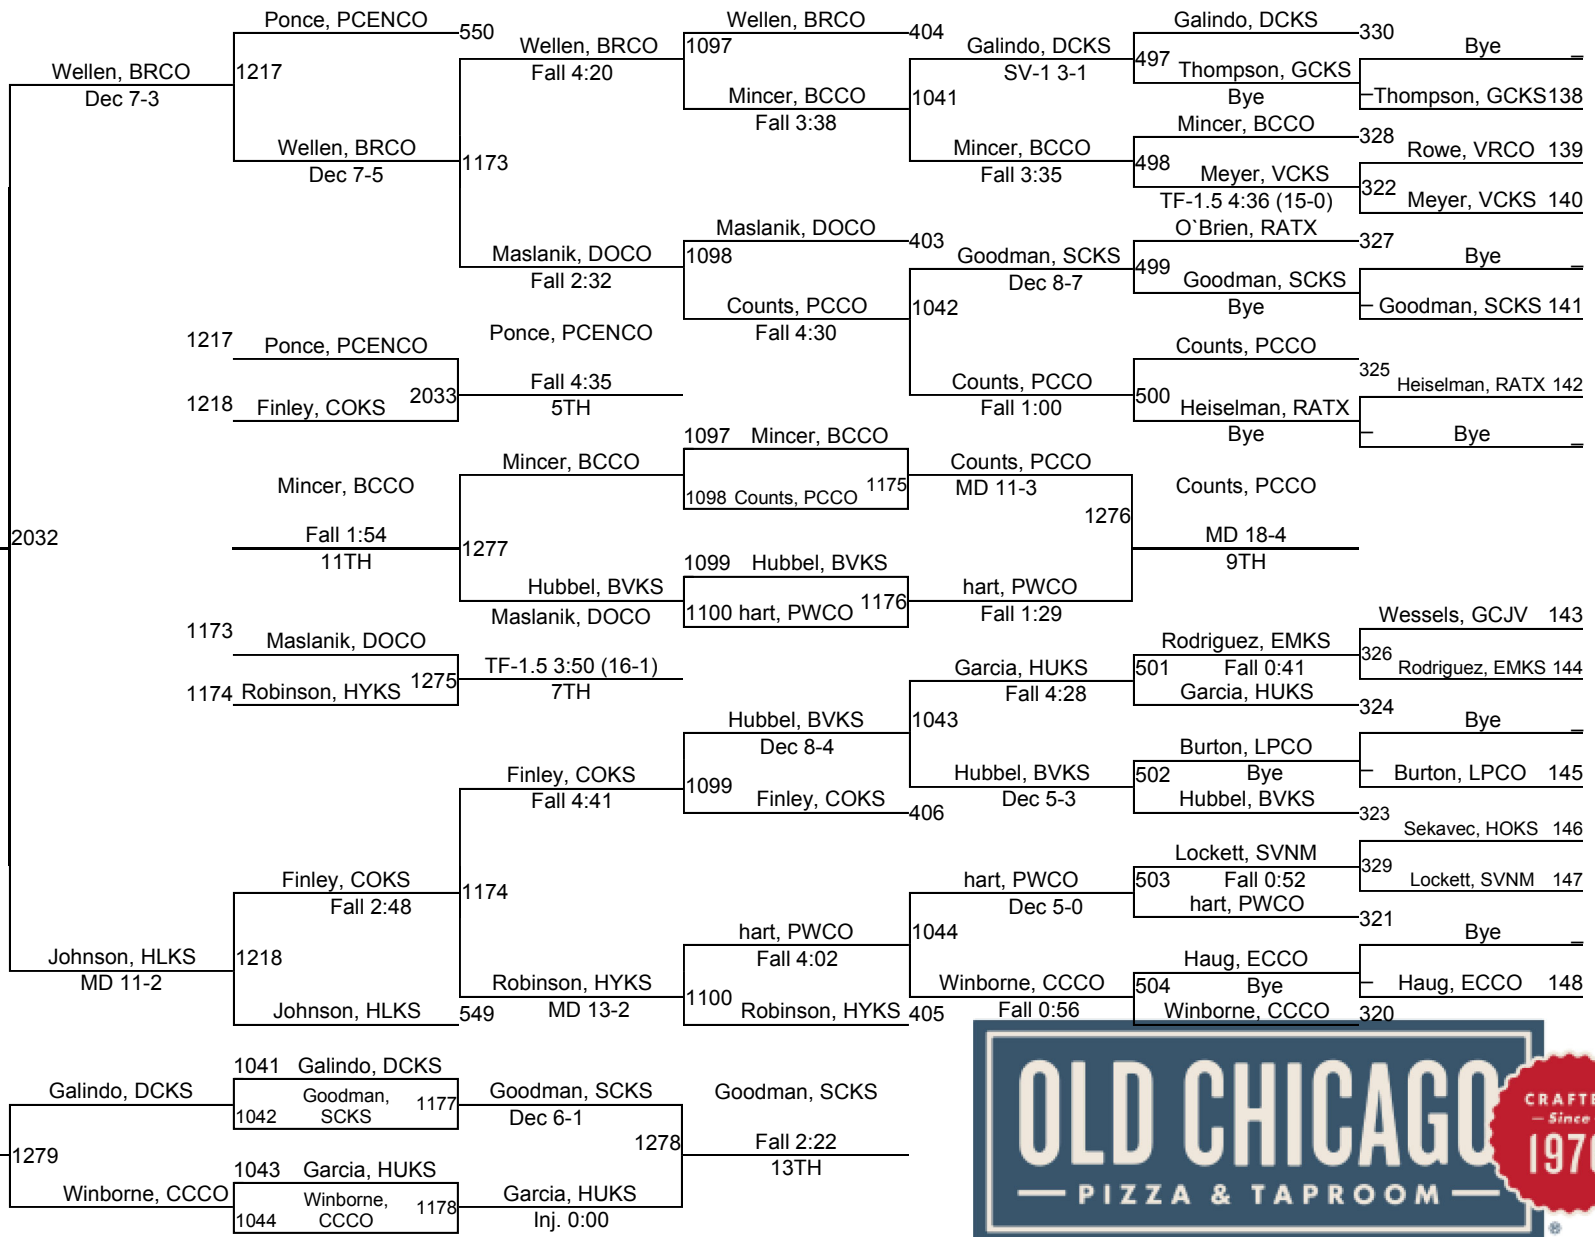 Ponce, PCENCO
550
Wellen, BRCO
Dec 7-3
1217
Wellen, BRCO
Dec 7-5
Wellen, BRCO
Fall 4:20
1173
Maslanik, DOCO
Fall 2:32
Wellen, BRCO
404
1097
Mincer, BCCO
Fall 3:38
Maslanik, DOCO
403
1098
Counts, PCCO
Fall 4:30
Galindo, DCKS
SV-1 3-1
1041
Mincer, BCCO
Fall 3:35
Goodman, SCKS
Dec 8-7
1042
Counts, PCCO
Fall 1:00
Galindo, DCKS
330
497
Thompson, GCKS
Bye
Mincer, BCCO
328
498
Meyer, VCKS
TF-1.5 4:36 (15-0)
O`Brien, RATX
327
499
Goodman, SCKS
Bye
Counts, PCCO
325
500
Heiselman, RATX
Bye
Bye _
Thompson, GCKS 138
Rowe, VRCO 139
322
Meyer, VCKS 140
Bye _
Goodman, SCKS 141
Heiselman, RATX 142
Bye _
1217 Ponce, PCENCO
1218 Finley, COKS
2033
Ponce, PCENCO
Fall 4:35
5TH
2032
Mincer, BCCO
Fall 1:54
11TH
Mincer, BCCO
1277
Hubbel, BVKS
1097 Mincer, BCCO
1098 Counts, PCCO 1175
1099 Hubbel, BVKS
1100 hart, PWCO 1176
Counts, PCCO
MD 11-3
1276
hart, PWCO
Fall 1:29
Counts, PCCO
MD 18-4
9TH
1173 Maslanik, DOCO
1174 Robinson, HYKS 1275
Maslanik, DOCO
TF-1.5 3:50 (16-1)
7TH
Wessels, GCJV 143
326
Rodriguez, EMKS 144
Rodriguez, EMKS
501 Fall 0:41
Garcia, HUKS
324
Bye _
Burton, LPCO 145
Burton, LPCO
502 Bye
Hubbel, BVKS
323
Sekavec, HOKS 146
329
Lockett, SVNM 147
Lockett, SVNM
503 Fall 0:52
hart, PWCO
321
Bye _
Haug, ECCO 148
Haug, ECCO
504 Bye
Winborne, CCCO
320
Garcia, HUKS
Fall 4:28
1043
Hubbel, BVKS
Dec 5-3
hart, PWCO
Dec 5-0
1044
Winborne, CCCO
Fall 0:56
Hubbel, BVKS
Dec 8-4
1099
Finley, COKS
406
hart, PWCO
Fall 4:02
1100
Robinson, HYKS
405
Finley, COKS
Fall 4:41
1174
Robinson, HYKS
MD 13-2
Finley, COKS
Fall 2:48
1218
Johnson, HLKS
549
Johnson, HLKS
MD 11-2
Galindo, DCKS
1279
Winborne, CCCO
1041 Galindo, DCKS
Goodman,
1042 SCKS 1177
1043 Garcia, HUKS
Winborne,
1044 CCCO 1178
Goodman, SCKS
Dec 6-1
1278
Garcia, HUKS
Inj. 0:00
Goodman, SCKS
Fall 2:22
13TH
OLD CHICAGO
PIZZA & TAPROOM
CRAFTE
Since
1976
®